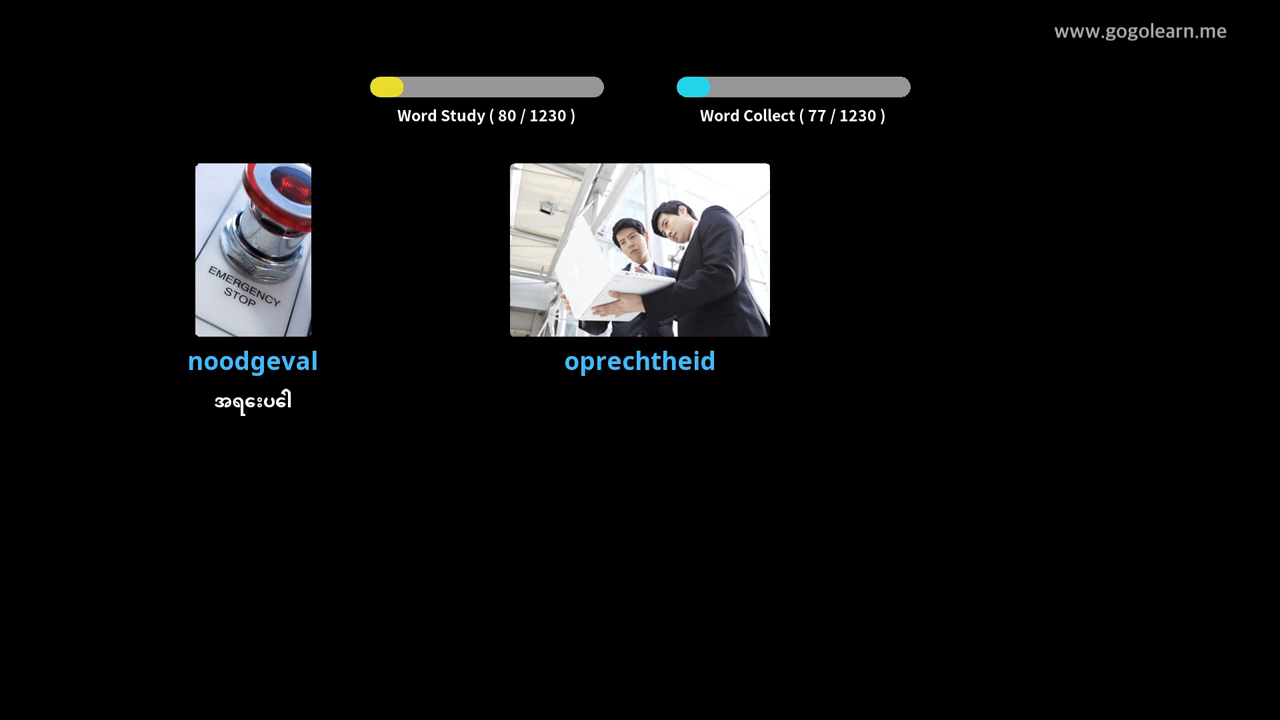 www.gogolearn.me
Word Study ( 80 / 1230 )
Word Collect ( 77 / 1230 )
EMERGENCY
STOP
noodgeval
oprechtheid
အရေးပေါ်